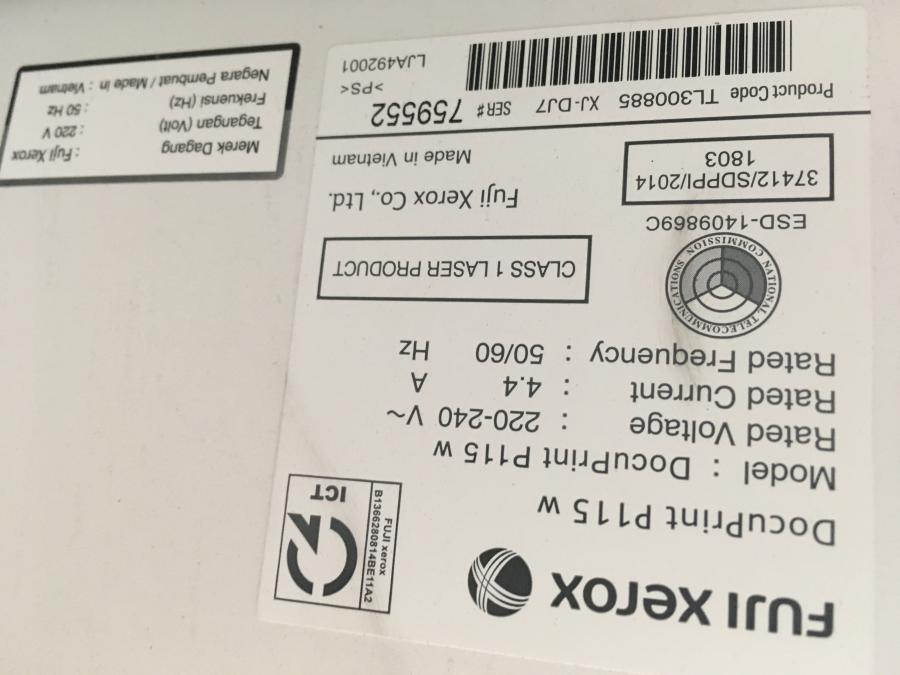 FUJI xerox
DocuPrint P115 w
Model : DocuPrint P115 w
Rated Voltage : 220-240 V~
Rated Current : 4.4 A
Rated Frequency : 50/60 Hz
FUJI xerox
B1366280814BE11A2
ICT
NATIONAL TELECOMMUNICATIONS COMMISSION
ESD-1409869C
CLASS 1 LASER PRODUCT
37412/SDPPI/2014
1803
Fuji Xerox Co., Ltd.
Made in Vietnam
Product Code TL300885 XJ-DJ7 SER# 759552
>PS<
LJA492001
Merek Dagang : Fuji Xerox
Tegangan (Volt) : 220 V
Frekuensi (Hz) : 50 Hz
Negara Pembuat / Made in : Vietnam